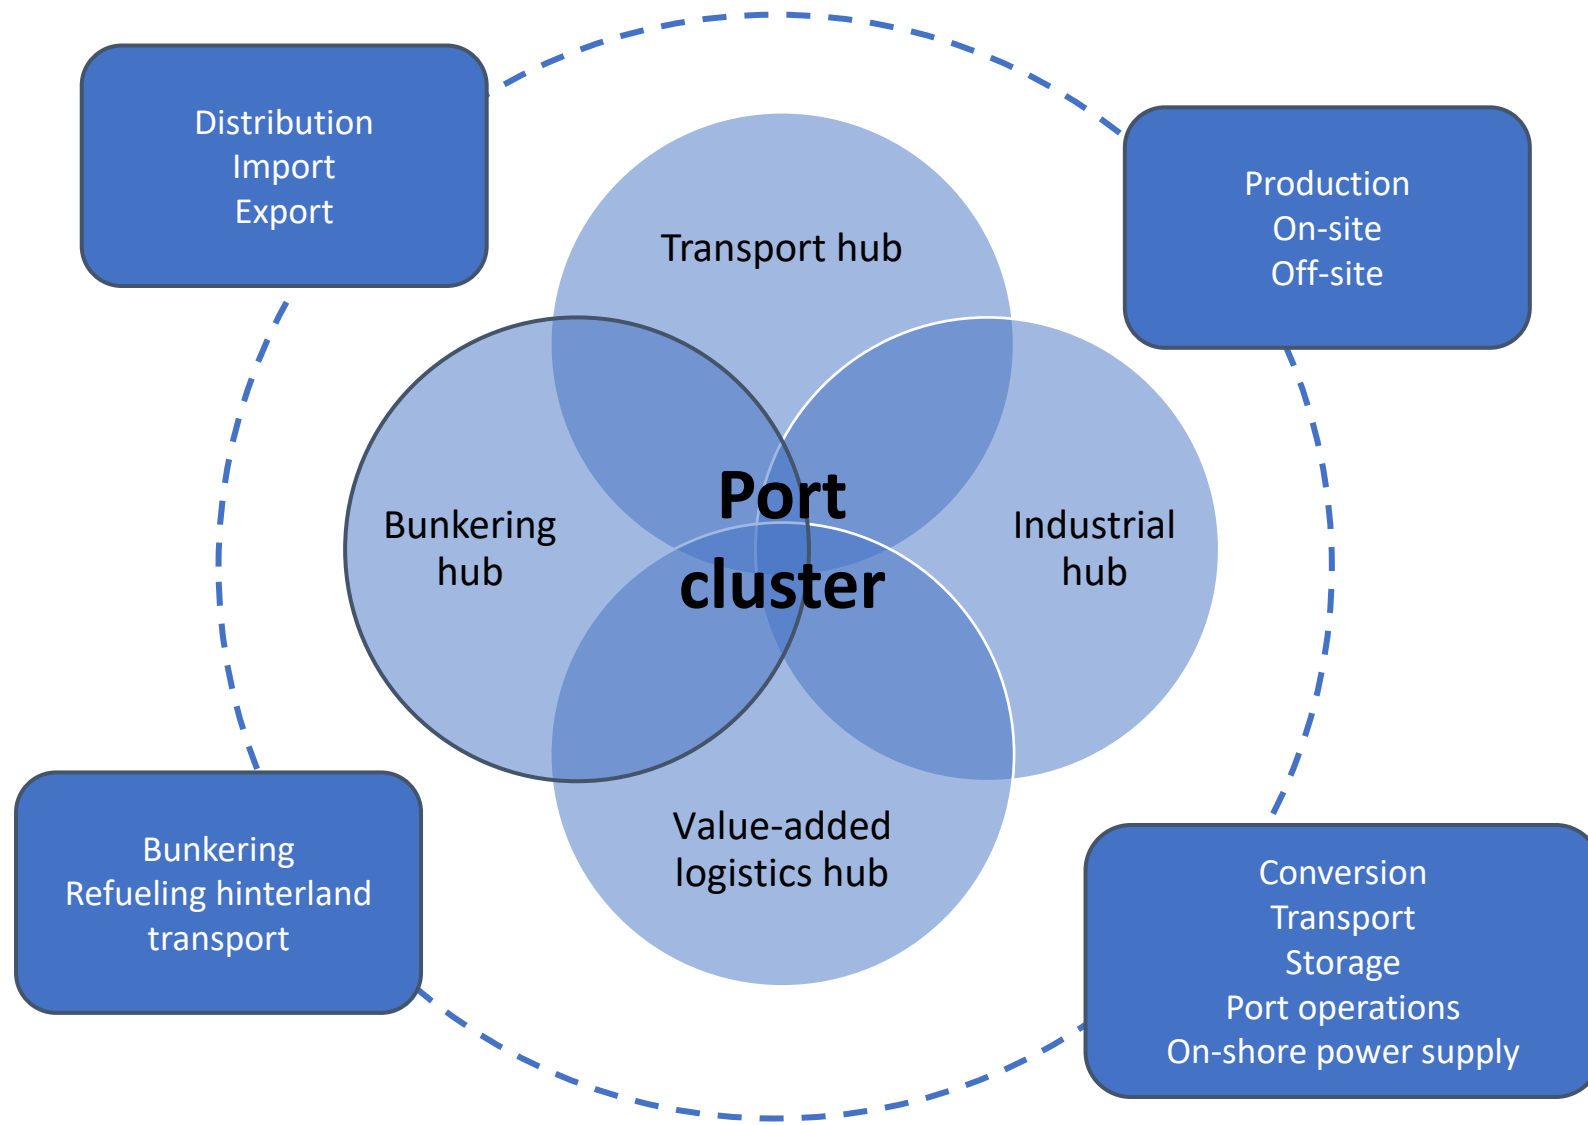 Distribution
Import
Export
Production
On-site
Off-site
Transport hub
Bunkering
hub
Port
cluster
Industrial
hub
Value-added
logistics hub
Bunkering
Refueling hinterland
transport
Conversion
Transport
Storage
Port operations
On-shore power supply